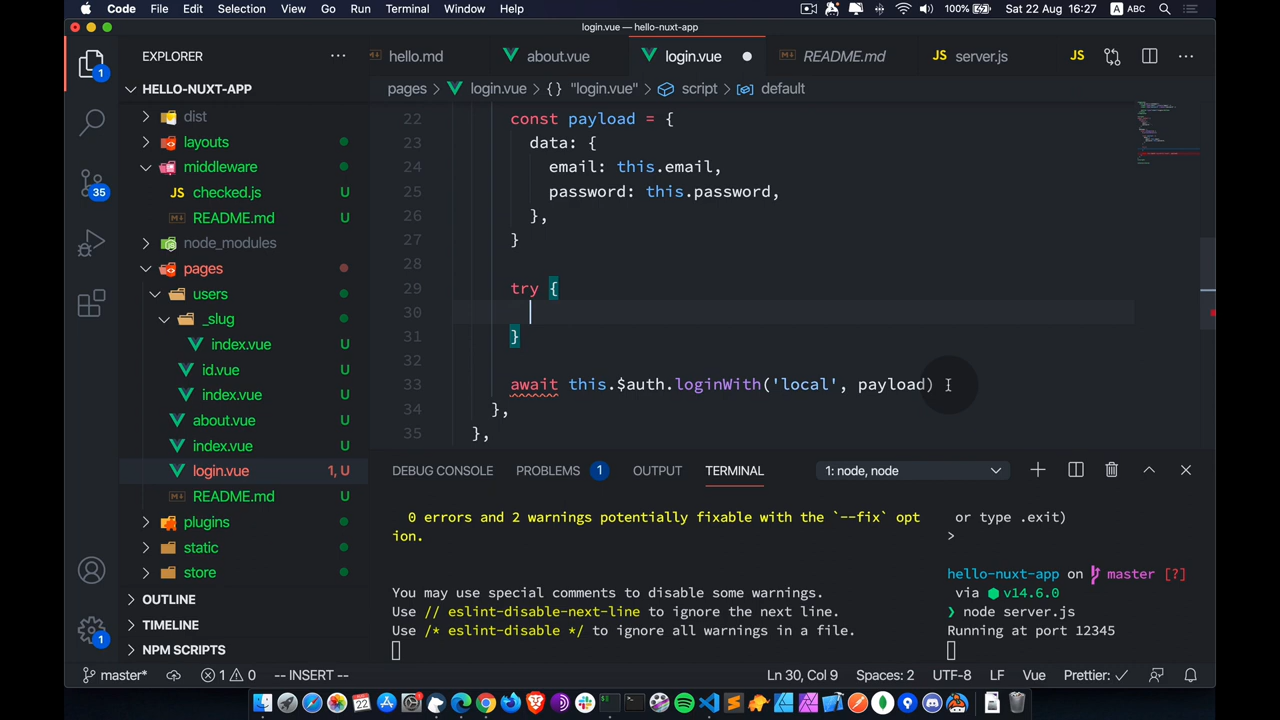 Code File Edit Selection View Go Run Terminal Window Help 100% Sat 22 Aug 16:27 A ABC
login.vue — hello-nuxt-app
EXPLORER
hello.md about.vue login.vue README.md JS server.js JS
HELLO-NUXT-APP
pages login.vue {} "login.vue" script default
dist
layouts
middleware
JS checked.js U
README.md U
node_modules
pages
users
_slug
index.vue U
id.vue U
index.vue U
about.vue U
index.vue U
login.vue 1, U
README.md U
plugins
static
store
OUTLINE
TIMELINE
NPM SCRIPTS
1
35
1
22 const payload = {
23 data: {
24 email: this.email,
25 password: this.password,
26 },
27 }
28
29 try {
30
31 }
32
33 await this.$auth.loginWith('local', payload)
34 },
35 },
DEBUG CONSOLE PROBLEMS 1 OUTPUT TERMINAL 1: node, node
0 errors and 2 warnings potentially fixable with the `--fix` opt
ion.
You may use special comments to disable some warnings.
Use // eslint-disable-next-line to ignore the next line.
Use /* eslint-disable */ to ignore all warnings in a file.
or type .exit)
>
hello-nuxt-app on master [?]
via v14.6.0
❯ node server.js
Running at port 12345
master* 1 0 -- INSERT -- Ln 30, Col 9 Spaces: 2 UTF-8 LF Vue Prettier: ✓
22